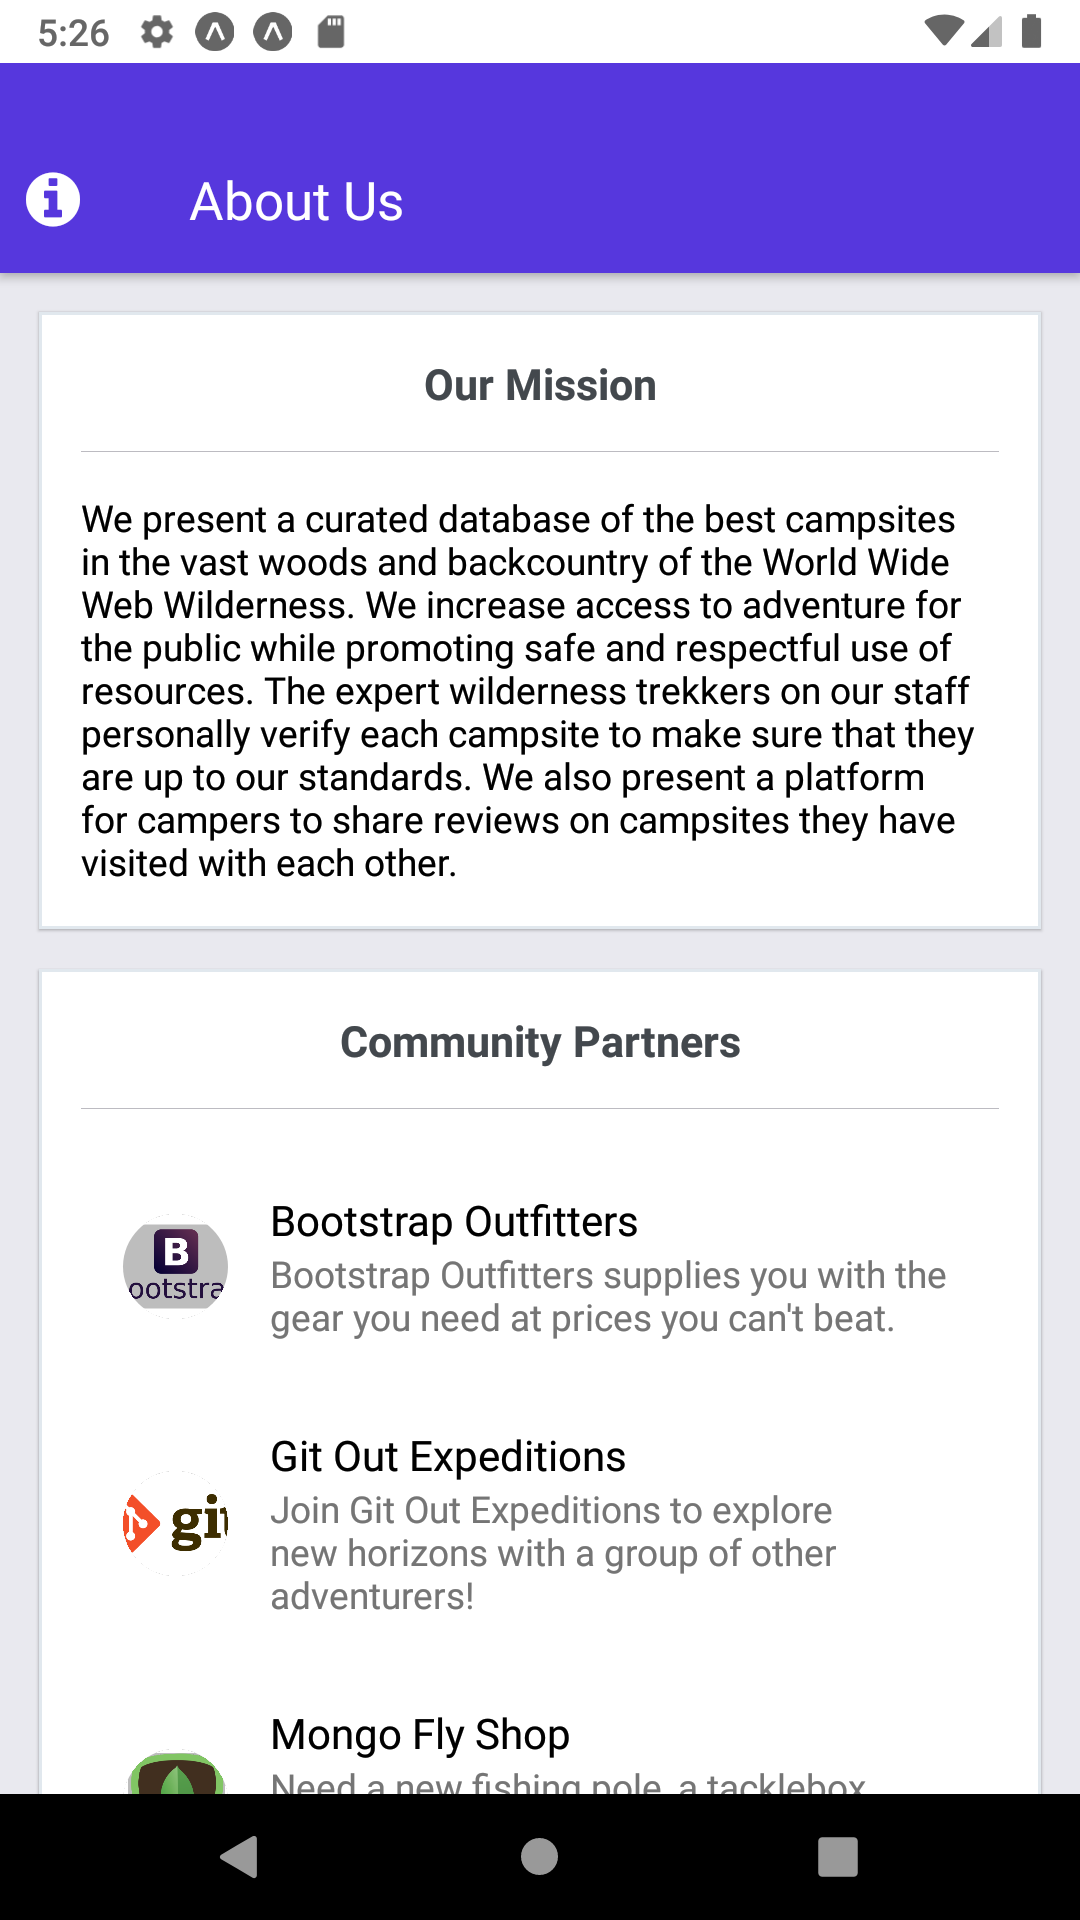 5:26
About Us
Our Mission
We present a curated database of the best campsites
in the vast woods and backcountry of the World Wide
Web Wilderness. We increase access to adventure for
the public while promoting safe and respectful use of
resources. The expert wilderness trekkers on our staff
personally verify each campsite to make sure that they
are up to our standards. We also present a platform
for campers to share reviews on campsites they have
visited with each other.
Community Partners
B
ootstra
Bootstrap Outfitters
Bootstrap Outfitters supplies you with the
gear you need at prices you can't beat.
git
Git Out Expeditions
Join Git Out Expeditions to explore
new horizons with a group of other
adventurers!
Mongo Fly Shop
Need a new fishing pole, a tacklebox,